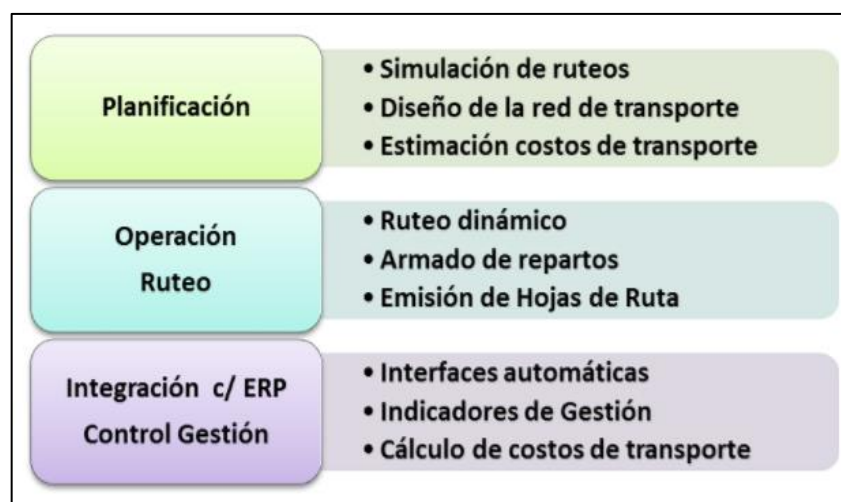 Planificación
• Simulación de ruteos
• Diseño de la red de transporte
• Estimación costos de transporte
Operación
Ruteo
• Ruteo dinámico
• Armado de repartos
• Emisión de Hojas de Ruta
Integración c/ ERP
Control Gestión
• Interfaces automáticas
• Indicadores de Gestión
• Cálculo de costos de transporte